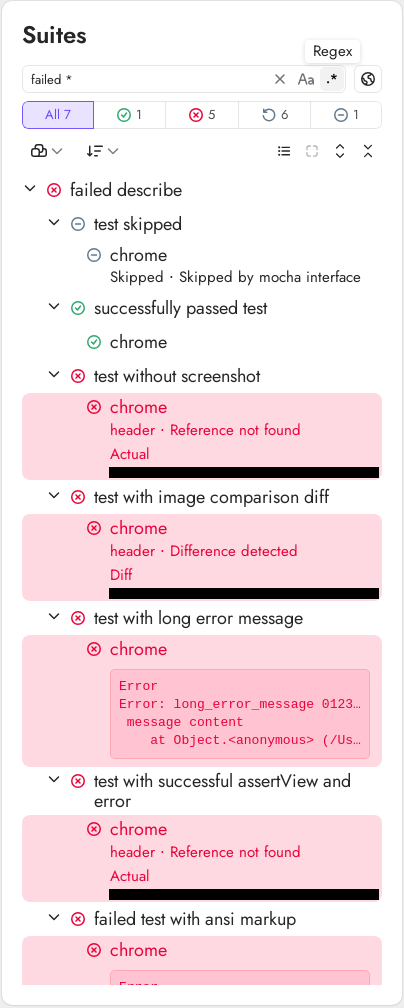 Suites
Regex
failed *
Aa .*
All 7
1
5
6
1
failed describe
test skipped
chrome
Skipped · Skipped by mocha interface
successfully passed test
chrome
test without screenshot
chrome
header · Reference not found
Actual
test with image comparison diff
chrome
header · Difference detected
Diff
test with long error message
chrome
Error
Error: long_error_message 0123…
message content
at Object.<anonymous> (/Us…
test with successful assertView and
error
chrome
header · Reference not found
Actual
failed test with ansi markup
chrome
Error